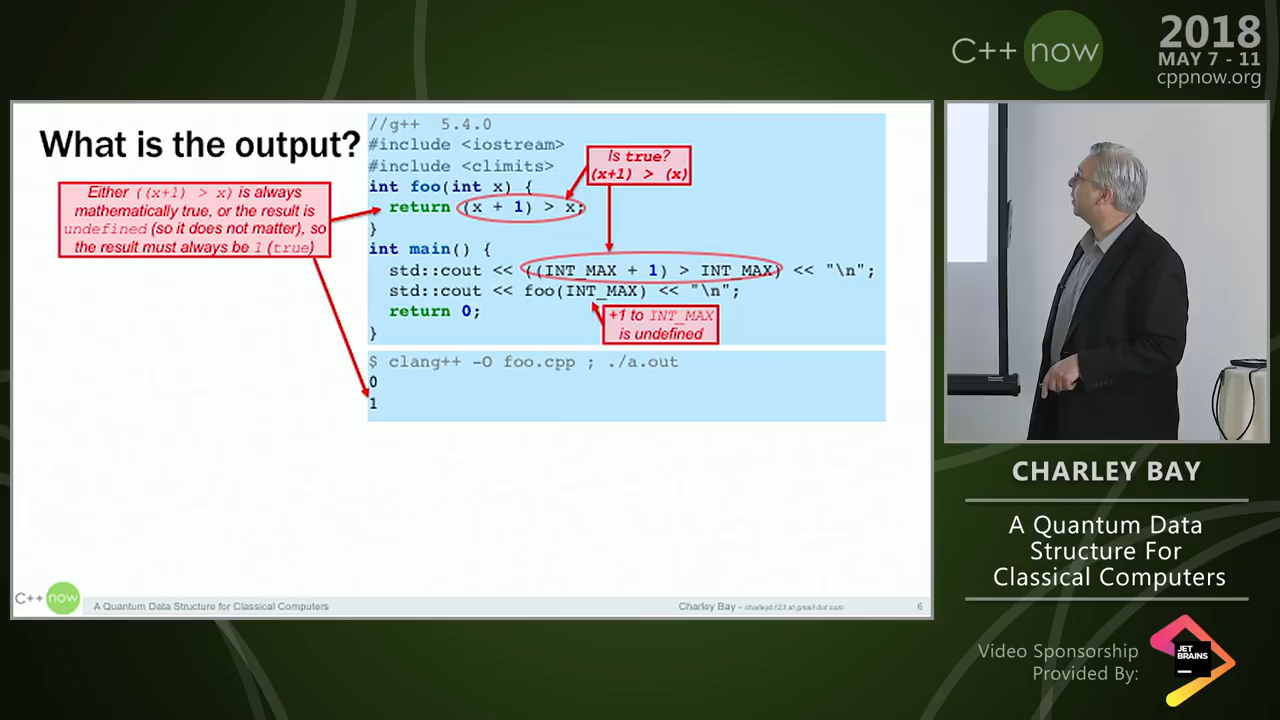 C++ now
2018
MAY 7 - 11
cppnow.org
What is the output?
Either ((x+1) > x) is always
mathematically true, or the result is
undefined (so it does not matter), so
the result must always be 1 (true)
//g++  5.4.0
#include <iostream>
#include <climits>
int foo(int x) {
  return (x + 1) > x;
}
int main() {
  std::cout << ((INT_MAX + 1) > INT_MAX) << "\n";
  std::cout << foo(INT_MAX) << "\n";
  return 0;
}
Is true?
(x+1) > (x)
+1 to INT_MAX
is undefined
$ clang++ -O foo.cpp ; ./a.out
0
1
C++ now
A Quantum Data Structure for Classical Computers
Charley Bay –
6
CHARLEY BAY
A Quantum Data
Structure For
Classical Computers
Video Sponsorship
Provided By:
JET
BRAINS